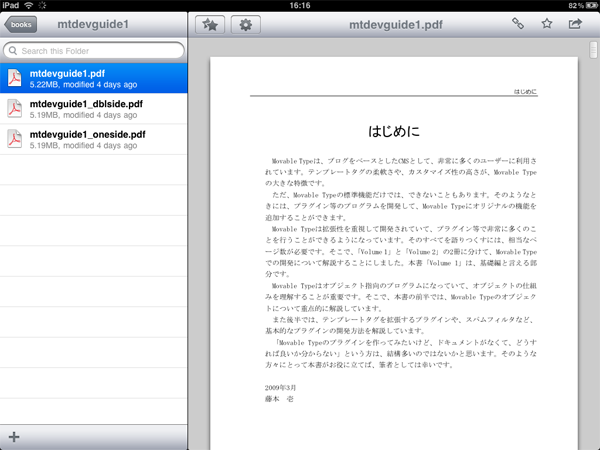 iPad
16:16
82%
books
mtdevguide1
mtdevguide1.pdf
Search this Folder
mtdevguide1.pdf
5.22MB, modified 4 days ago
mtdevguide1_dblside.pdf
5.19MB, modified 4 days ago
mtdevguide1_oneside.pdf
5.19MB, modified 4 days ago
はじめに
はじめに
Movable Typeは、ブログをベースとしたCMSとして、非常に多くのユーザーに利用さ
れています。テンプレートタグの柔軟さや、カスタマイズ性の高さが、Movable Type
の大きな特徴です。
ただ、Movable Typeの標準機能だけでは、できないこともあります。そのようなと
きには、プラグイン等のプログラムを開発して、Movable Typeにオリジナルの機能を
追加することができます。
Movable Typeは拡張性を重視して開発されていて、プラグイン等で非常に多くのこ
とを行うことができるようになっています。そのすべてを語りつくすには、相当なペ
ージ数が必要です。そこで、「Volume 1」と「Volume 2」の2冊に分けて、Movable Type
での開発について解説することにしました。本書「Volume 1」は、基礎編と言える部
分です。
Movable Typeはオブジェクト指向のプログラムになっていて、オブジェクトの仕組
みを理解することが重要です。そこで、本書の前半では、Movable Typeのオブジェク
トについて重点的に解説しています。
また後半では、テンプレートタグを拡張するプラグインや、スパムフィルタなど、
基本的なプラグインの開発方法を解説しています。
「Movable Typeのプラグインを作ってみたいけど、ドキュメントがなくて、どうす
れば良いか分からない」という方は、結構多いのではないかと思います。そのような
方々にとって本書がお役に立てば、筆者としては幸いです。
2009年3月
藤本 壱